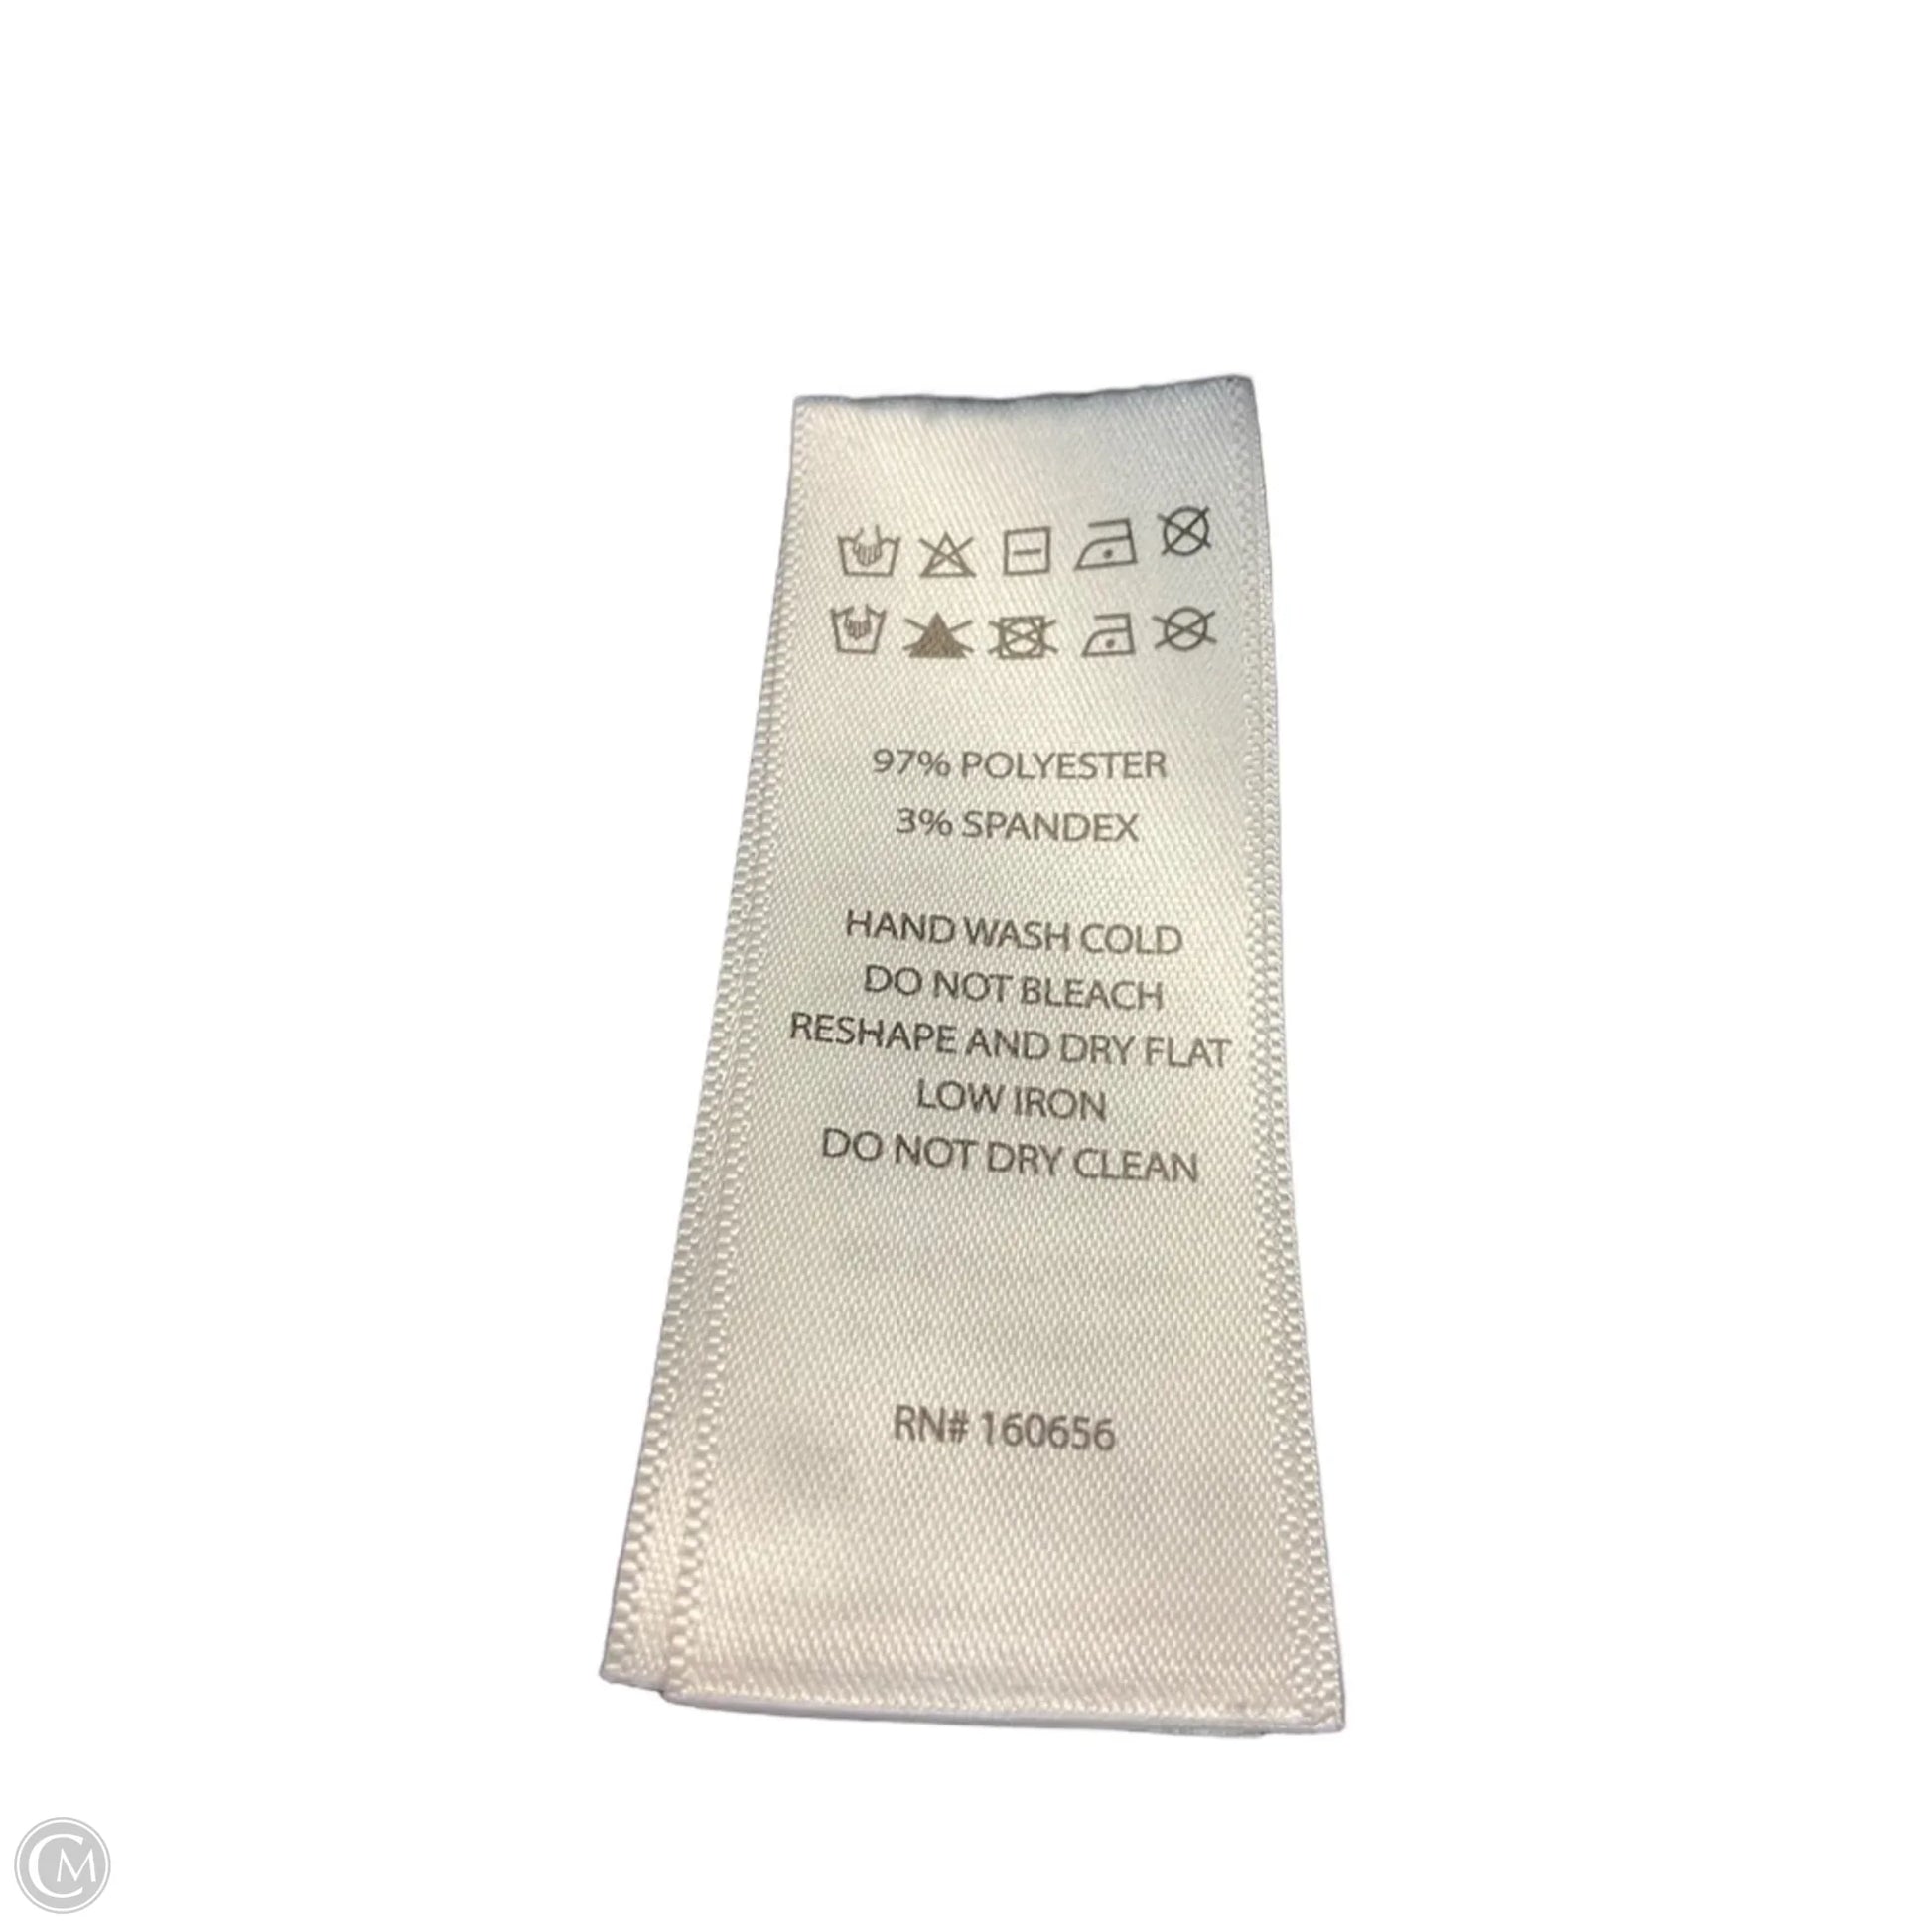 97% POLYESTER
3% SPANDEX
HAND WASH COLD
DO NOT BLEACH
RESHAPE AND DRY FLAT
LOW IRON
DO NOT DRY CLEAN
RN# 160656
CM